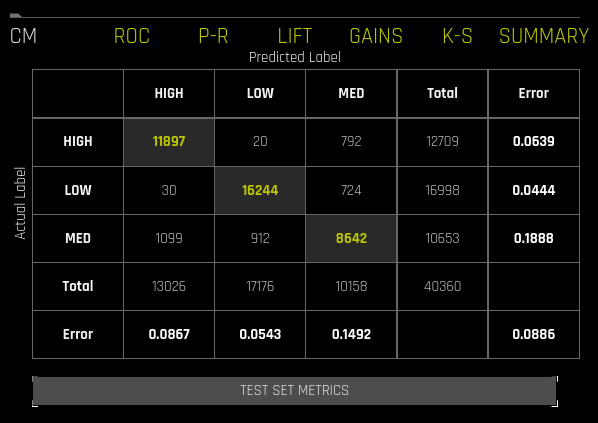 CM ROC P-R LIFT GAINS K-S SUMMARY
Predicted Label
HIGH LOW MED Total Error
HIGH 11897 20 792 12709 0.0639
Actual Label
LOW 30 16244 724 16998 0.0444
MED 1099 912 8642 10653 0.1888
Total 13026 17176 10158 40360
Error 0.0867 0.0543 0.1492 0.0886
TEST SET METRICS